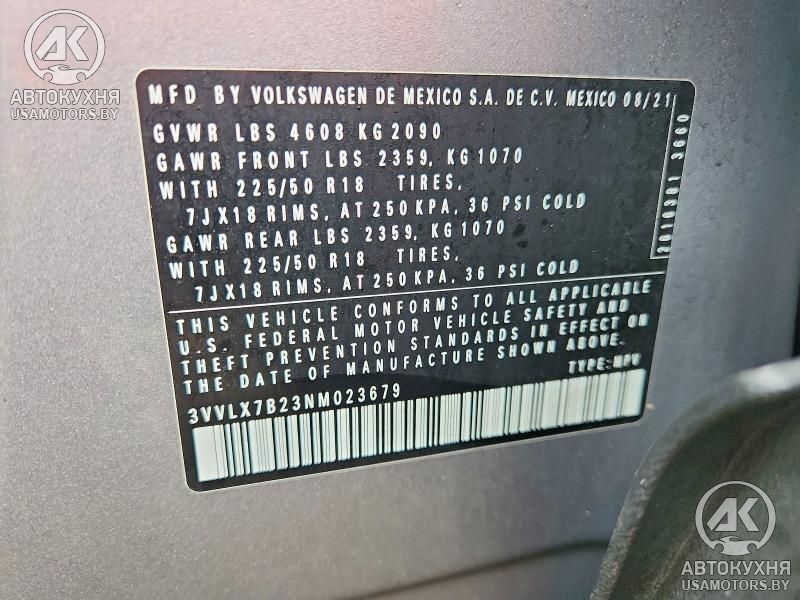 AK
АВТОКУХНЯ
USAMOTORS.BY
MFD BY VOLKSWAGEN DE MEXICO S.A. DE C.V. MEXICO 08/21
GVWR LBS 4608 KG 2090
GAWR FRONT LBS 2359, KG 1070
WITH 225/50 R18 TIRES,
7JX18 RIMS, AT 250 KPA, 36 PSI COLD
GAWR REAR LBS 2359, KG 1070
WITH 225/50 R18 TIRES,
7JX18 RIMS, AT 250 KPA, 36 PSI COLD
2010301 3660
THIS VEHICLE CONFORMS TO ALL APPLICABLE
U.S. FEDERAL MOTOR VEHICLE SAFETY AND
THEFT PREVENTION STANDARDS IN EFFECT ON
THE DATE OF MANUFACTURE SHOWN ABOVE.
TYPE: MPV
3VVLX7B23NM023679
AK
АВТОКУХНЯ
USAMOTORS.BY